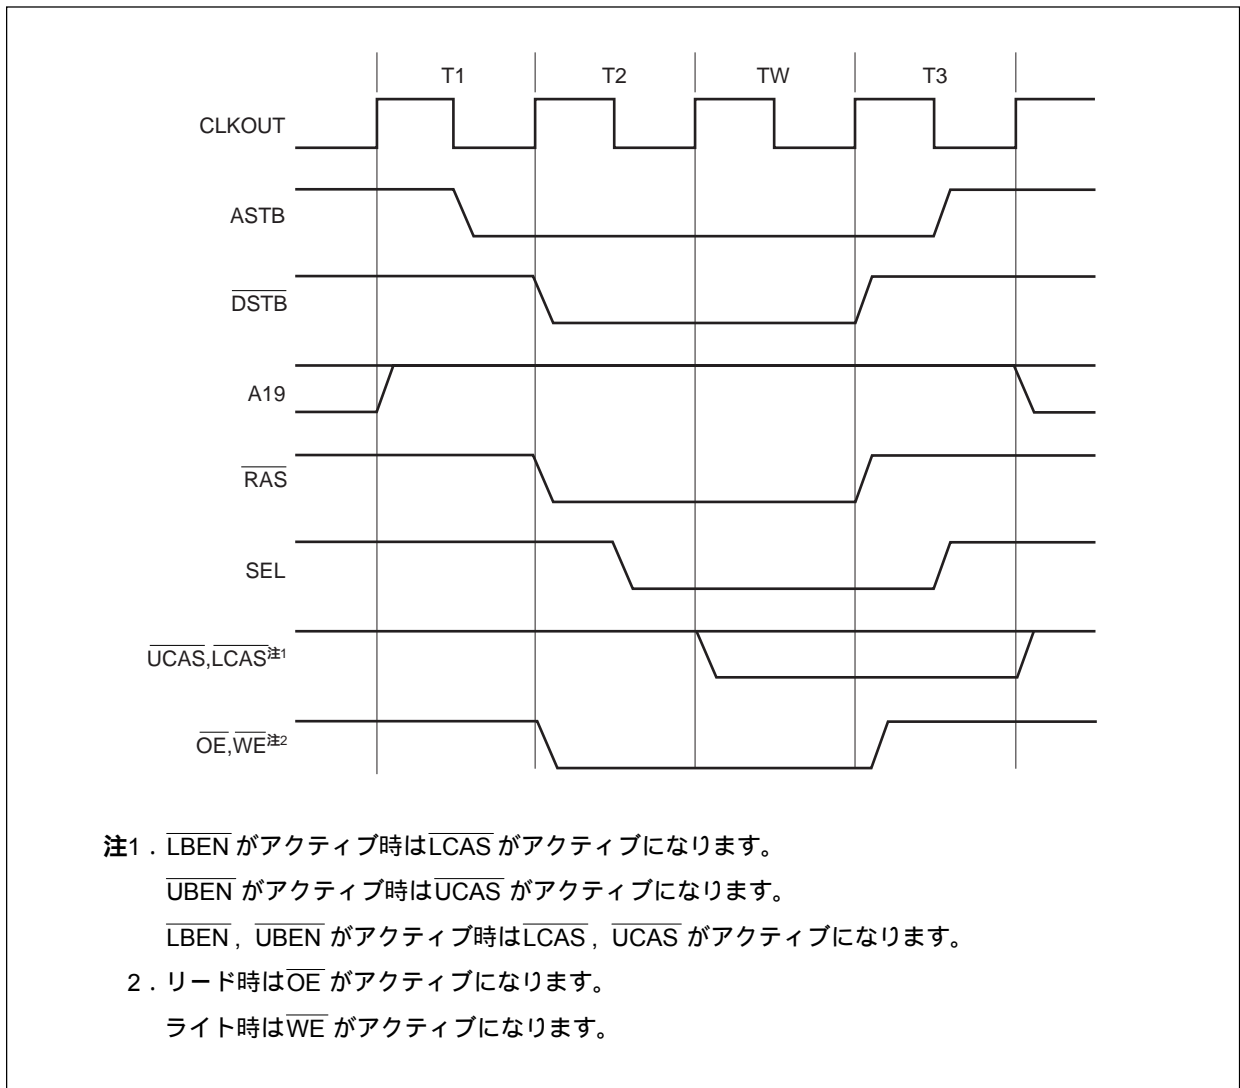 T1 T2 TW T3
CLKOUT
ASTB
DSTB
A19
RAS
SEL
UCAS,LCAS注1
OE,WE注2
注1．LBEN がアクティブ時はLCAS がアクティブになります。
UBEN がアクティブ時はUCAS がアクティブになります。
LBEN，UBEN がアクティブ時はLCAS，UCAS がアクティブになります。
2．リード時はOE がアクティブになります。
ライト時はWE がアクティブになります。